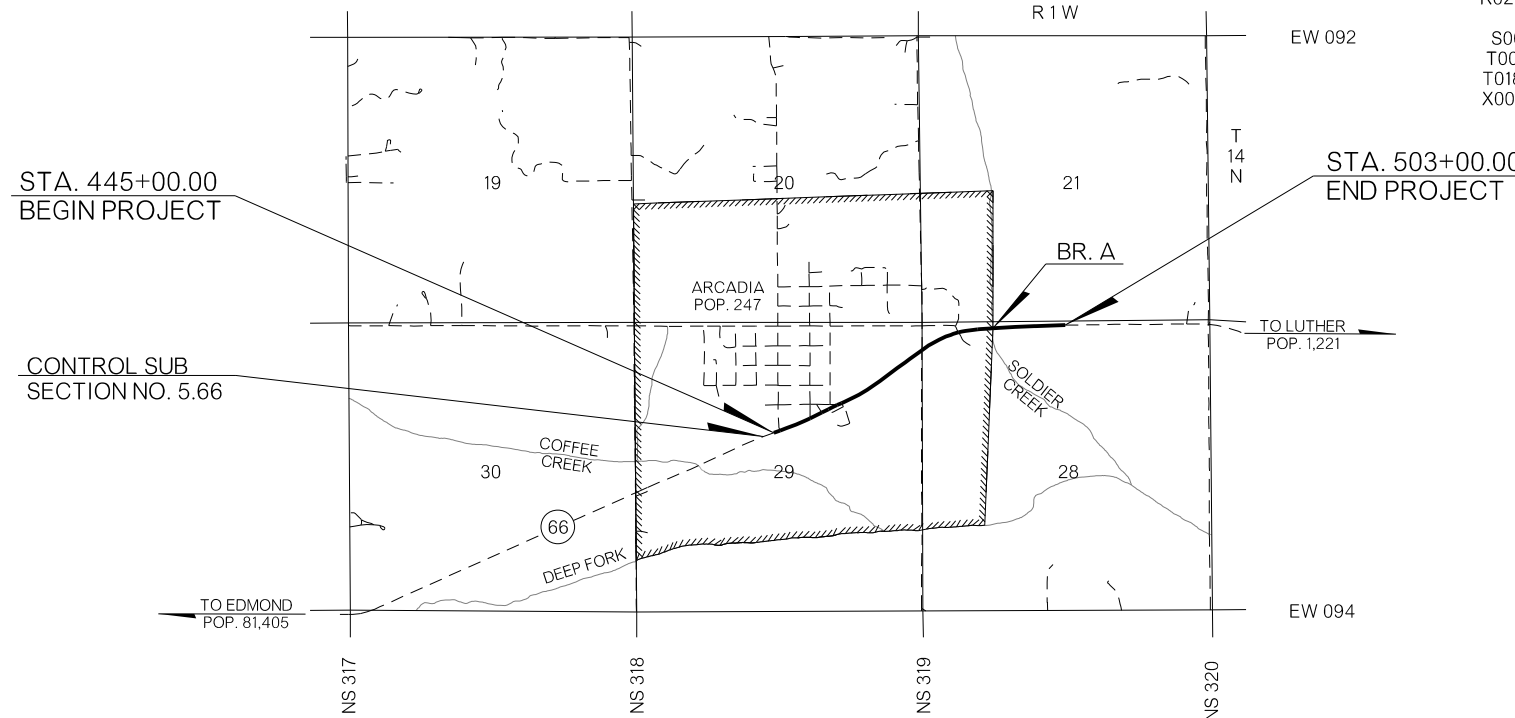 R 1 W
EW 092
T
14
N
STA. 445+00.00
BEGIN PROJECT
19
20
21
STA. 503+00.00
END PROJECT
BR. A
ARCADIA
POP. 247
TO LUTHER
POP. 1,221
CONTROL SUB
SECTION NO. 5.66
SOLDIER
CREEK
COFFEE
CREEK
30
29
28
66
DEEP FORK
TO EDMOND
POP. 81,405
EW 094
NS 317
NS 318
NS 319
NS 320